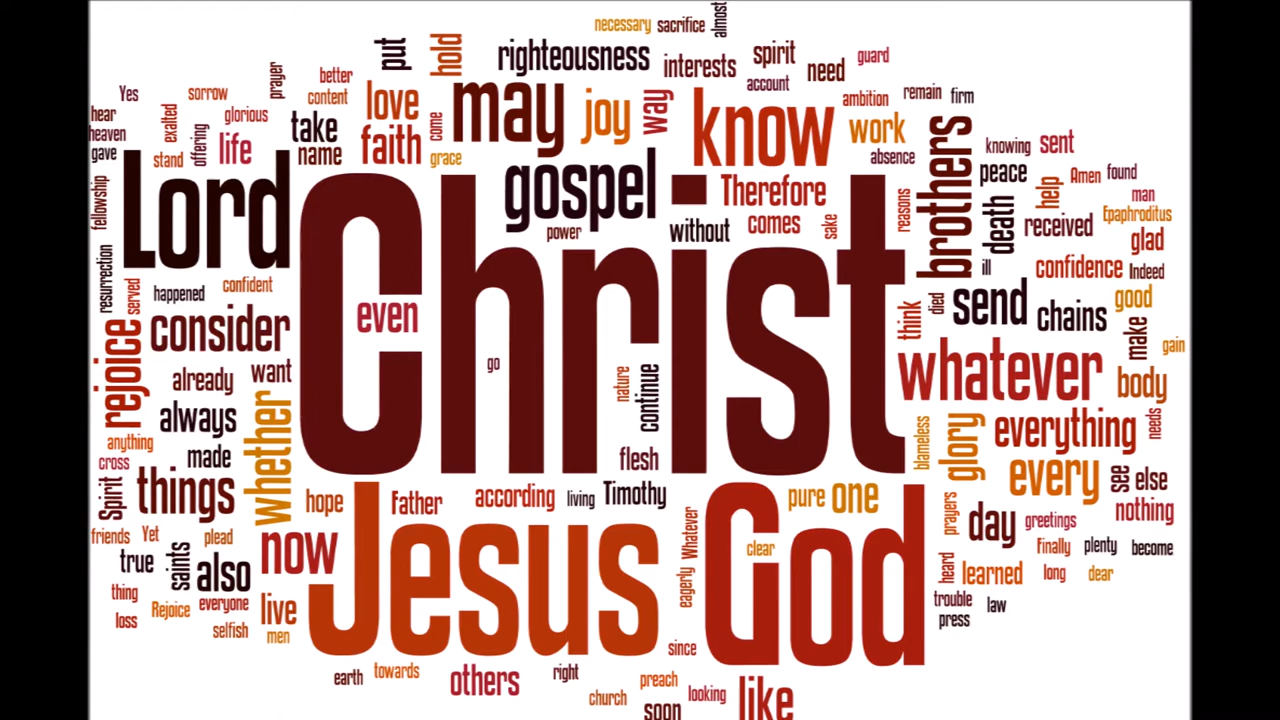 necessary
sacrifice
almost
put
hold
righteousness
interests
spirit
need
guard
account
Yes
sorrow
prayer
better
content
love
may
joy
way
know
ambition
remain
firm
hear
heaven
gave
exalted
glorious
offering
life
stand
take
name
faith
come
grace
work
absence
brothers
knowing
sent
peace
Amen
found
man
help
Epaphroditus
glad
Lord
Christ
gospel
power
without
Therefore
comes
sake
reasons
death
received
ill
confidence
Indeed
fellowship
resurrection
served
happened
confident
consider
even
go
nature
continue
flesh
died
think
send
chains
good
make
gain
rejoice
already
want
always
whether
whatever
body
anything
cross
made
things
Spirit
blameless
glory
everything
needs
every
see
else
nothing
hope
Father
according
living
Timothy
pure
one
friends
Yet
plead
true
saints
also
now
Jesus
eagerly
Whatever
God
clear
prayers
day
greetings
Finally
plenty
become
heard
learned
long
dear
thing
loss
Rejoice
everyone
selfish
live
men
trouble
law
press
since
earth
towards
others
right
church
preach
soon
looking
like